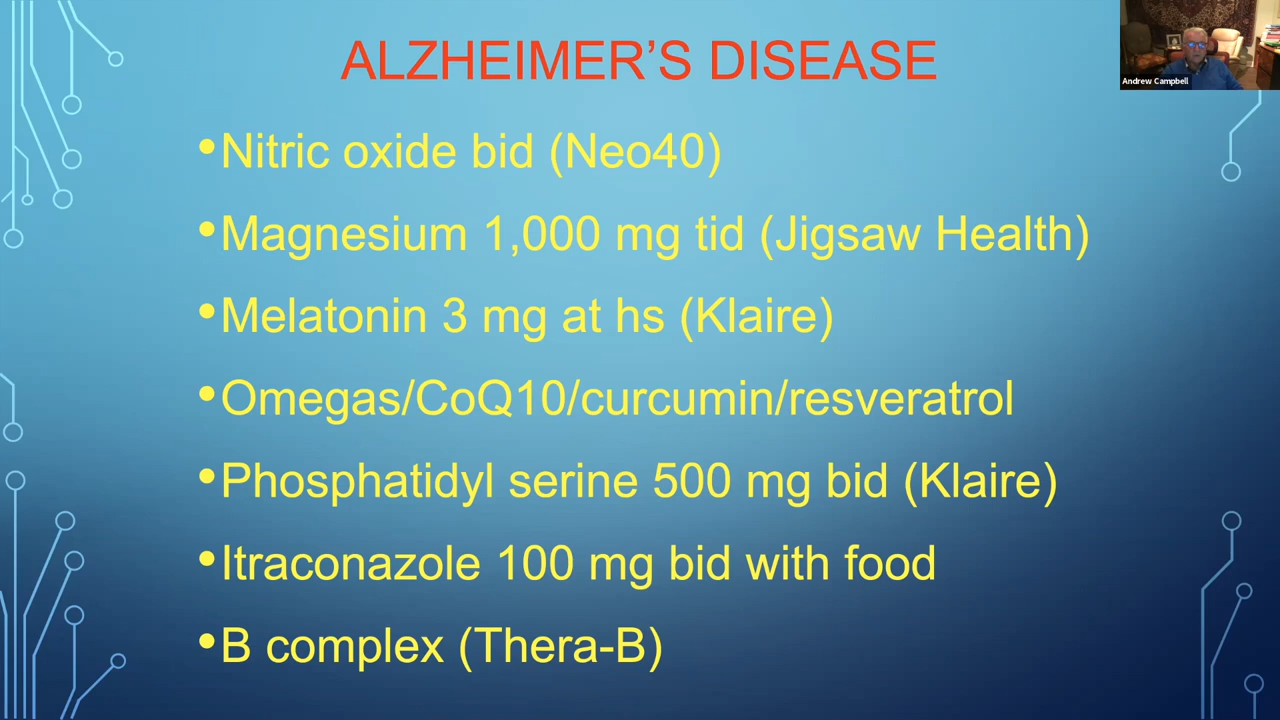 ALZHEIMER’S DISEASE
Andrew Campbell
•Nitric oxide bid (Neo40)
•Magnesium 1,000 mg tid (Jigsaw Health)
•Melatonin 3 mg at hs (Klaire)
•Omegas/CoQ10/curcumin/resveratrol
•Phosphatidyl serine 500 mg bid (Klaire)
•Itraconazole 100 mg bid with food
•B complex (Thera-B)